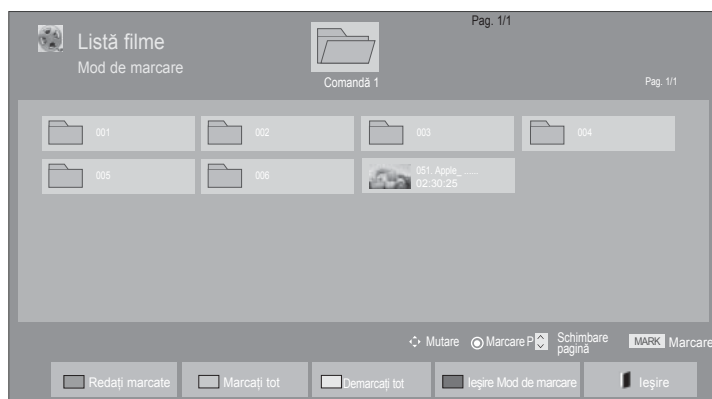 Pag. 1/1
Listă filme
Mod de marcare
Comandă 1
Pag. 1/1
001
002
003
004
005
006
051. Apple_ ......
02:30:25
Mutare
Marcare
P
Schimbare
pagină
MARK
Marcare
Redați marcate
Marcați tot
Demarcați tot
Ieșire Mod de marcare
Ieșire